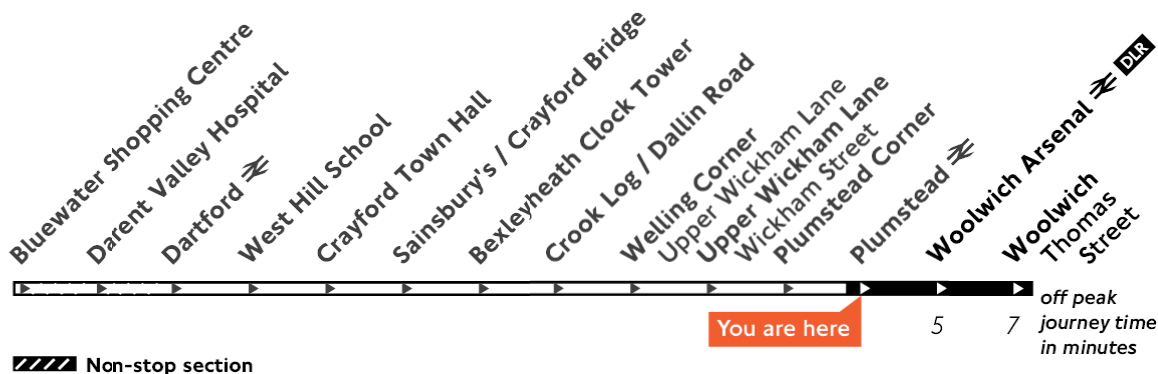 Bluewater Shopping Centre
Darent Valley Hospital
Dartford
West Hill School
Crayford Town Hall
Sainsbury's / Crayford Bridge
Bexleyheath Clock Tower
Crook Log / Dallin Road
Welling Corner
Upper Wickham Lane
Upper Wickham Lane
Wickham Street
Plumstead Corner
Plumstead
Woolwich Arsenal DLR
Woolwich
Thomas
Street
You are here
5
7
off peak
journey time
in minutes
Non-stop section